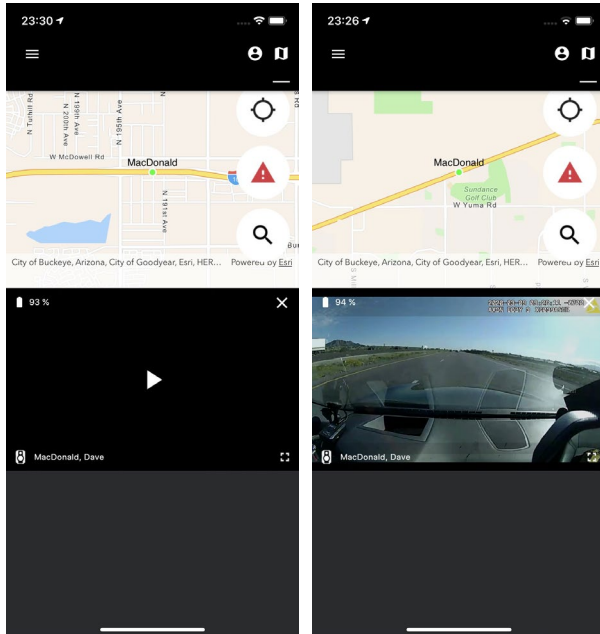 23:30
N Tuthill Rd
N 200th Ave
N 199th Ave
N 195th Ave
N
W McDowell Rd
MacDonald
N 191st Ave
City of Buckeye, Arizona, City of Goodyear, Esri, HER... Powered by Esri
93 %
MacDonald, Dave
23:26
MacDonald
Sundance
Golf Club
W Yuma Rd
City of Buckeye, Arizona, City of Goodyear, Esri, HER... Powered by Esri
94 %
MacDonald, Dave